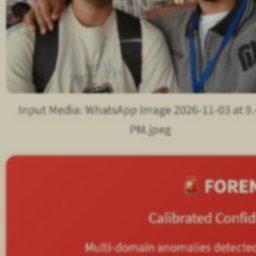 Input Media: WhatsApp Image 2026-11-03 at 9.
PM.jpeg
FOREN
Calibrated Confid
Multi-domain anomalies detected